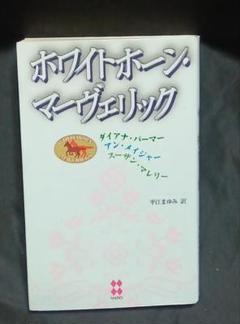 ホワイトホーン・
マーヴェリック
ダイアナ・パーマー
アン・メイジャー
スーザン・マレリー
平江まゆみ 訳